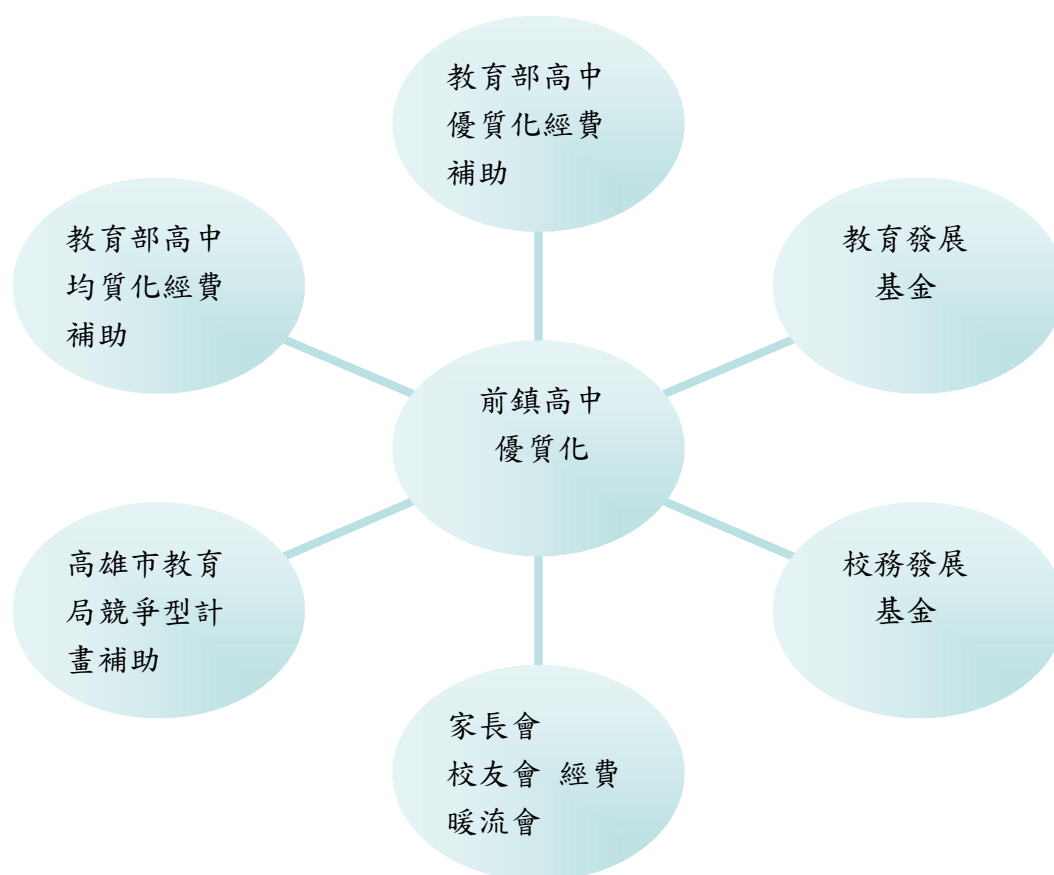 教育部高中
優質化經費
補助
教育部高中
均質化經費
補助
教育發展
基金
前鎮高中
優質化
高雄市教育
局競爭型計
畫補助
校務發展
基金
家長會
校友會 經費
暖流會